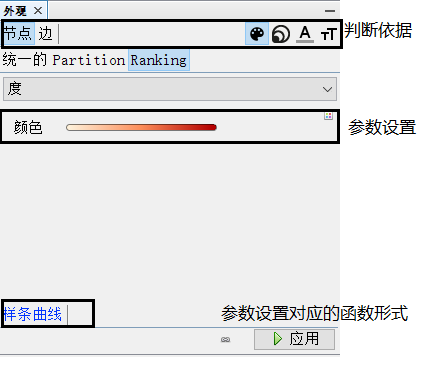 外观
节点 边 A TT 判断依据
统一的 Partition Ranking
度
颜色 参数设置
样条曲线 参数设置对应的函数形式
应用